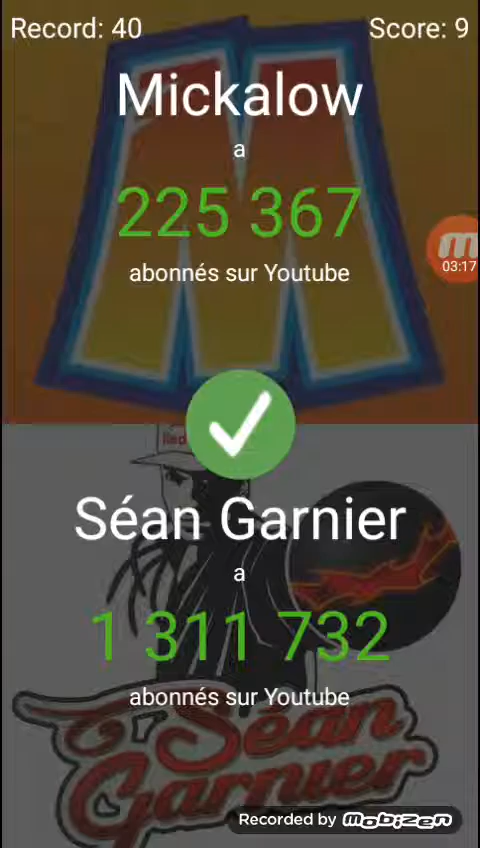 Record: 40
Score: 9
Mickalow
a
225 367
abonnés sur Youtube
03:17
Séan Garnier
a
1 311 732
abonnés sur Youtube
Séan
Garnier
Recorded by Mobizen